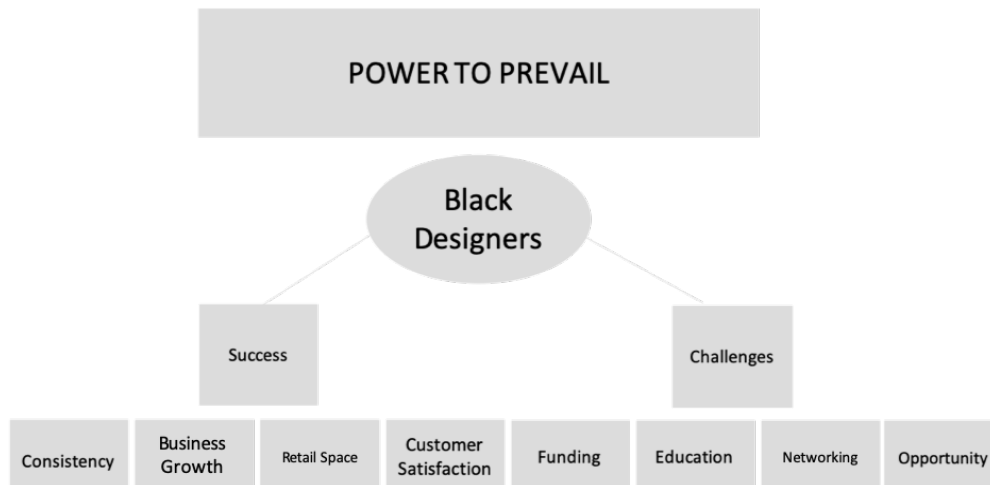 POWER TO PREVAIL
Black
Designers
Success
Challenges
Consistency
Business
Growth
Retail Space
Customer
Satisfaction
Funding
Education
Networking
Opportunity